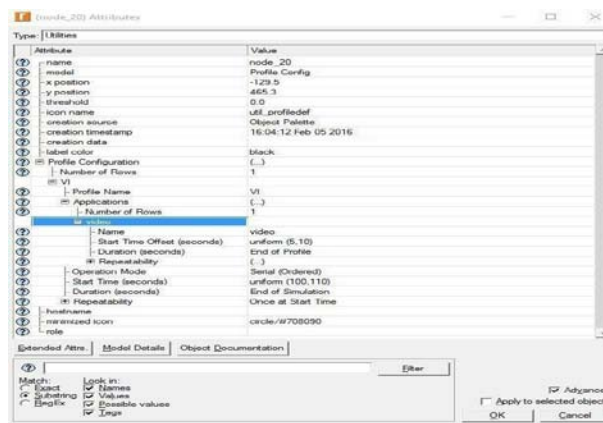 (node_20) Attributes
Type: Utilities
Attribute Value
name node_20
model Profile Config
x position -129.5
y position 465.3
threshold 0.0
icon name util_profiledef
creation source Object Palette
creation timestamp 16:04:12 Feb 05 2016
creation data
label color black
Profile Configuration (...)
Number of Rows 1
VI
Profile Name VI
Applications (...)
Number of Rows 1
video
Name video
Start Time Offset (seconds) uniform (5,10)
Duration (seconds) End of Profile
Repeatability (...)
Operation Mode Serial (Ordered)
Start Time (seconds) uniform (100,110)
Duration (seconds) End of Simulation
Repeatability Once at Start Time
hostname
minimized icon circle/#708090
role
Extended Attrs. Model Details Object Documentation
Filter
Match: Look in:
Exact Names
Substring Values
RegEx Possible values
Tags
Advance
Apply to selected objec
OK Cancel